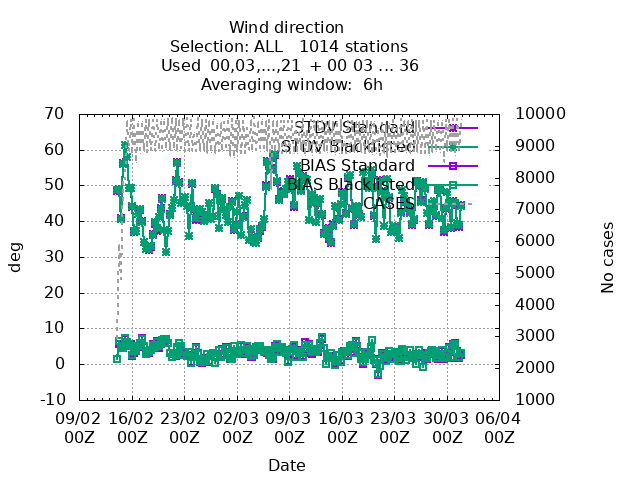 Wind direction
Selection: ALL   1014 stations
Used  00,03,...,21  + 00 03 ... 36
Averaging window:  6h
STDV Standard
STDV Blacklisted
BIAS Standard
BIAS Blacklisted
CASES
70
60
50
40
30
20
10
0
-10
deg
10000
9000
8000
7000
6000
5000
4000
3000
2000
1000
No cases
09/02 16/02 23/02 02/03 09/03 16/03 23/03 30/03 06/04
00Z 00Z 00Z 00Z 00Z 00Z 00Z 00Z 00Z
Date